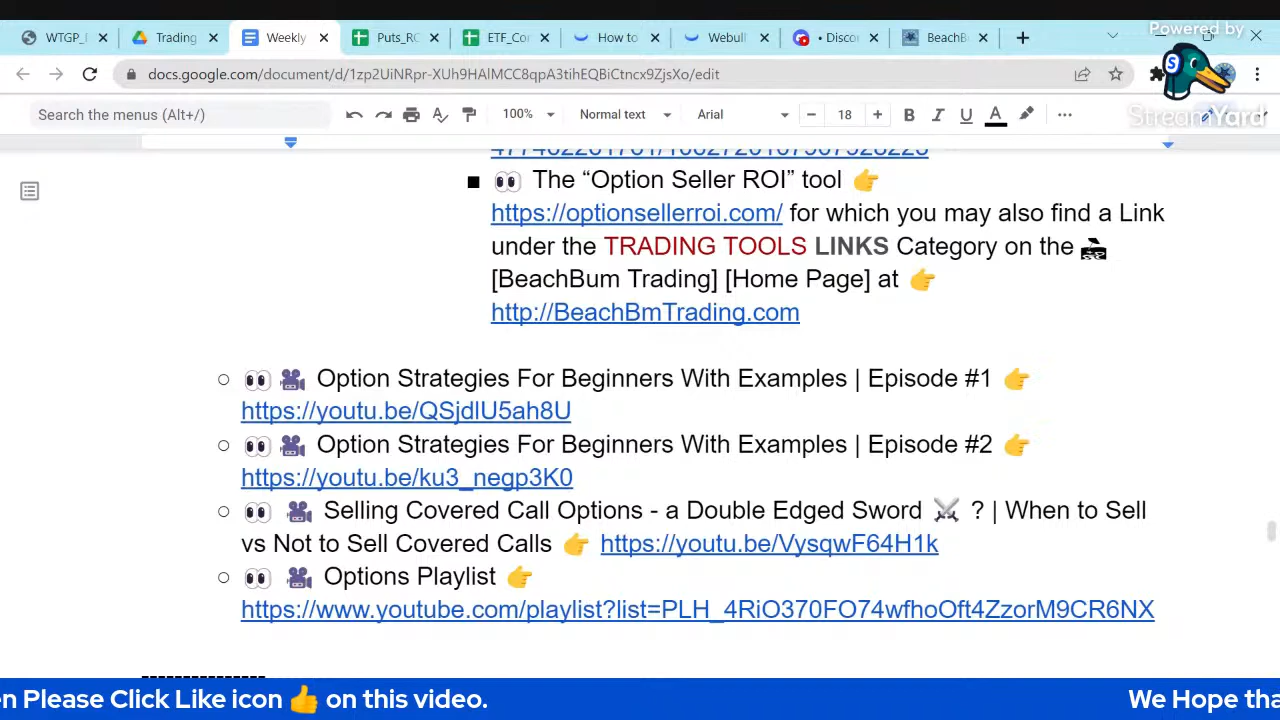 Powered by
StreamYard
WTGP_I
Trading
Weekly
Puts_RC
ETF_Cor
How to
Webull
• Discor
BeachB
docs.google.com/document/d/1zp2UiNRpr-XUh9HAlMCC8qpA3tihEQBiCtncx9ZjsXo/edit
Search the menus (Alt+/)
100%
Normal text
Arial
18
B I U A
■ 👀 The “Option Seller ROI” tool 👉
https://optionsellerroi.com/ for which you may also find a Link
under the TRADING TOOLS LINKS Category on the
[BeachBum Trading] [Home Page] at 👉
http://BeachBmTrading.com
○ 👀 🎥 Option Strategies For Beginners With Examples | Episode #1 👉
https://youtu.be/QSjdlU5ah8U
○ 👀 🎥 Option Strategies For Beginners With Examples | Episode #2 👉
https://youtu.be/ku3_negp3K0
○ 👀 🎥 Selling Covered Call Options - a Double Edged Sword ⚔️ ? | When to Sell
vs Not to Sell Covered Calls 👉 https://youtu.be/VysqwF64H1k
○ 👀 🎥 Options Playlist 👉
https://www.youtube.com/playlist?list=PLH_4RiO370FO74wfhoOft4ZzorM9CR6NX
en Please Click Like icon 👍 on this video.
We Hope tha